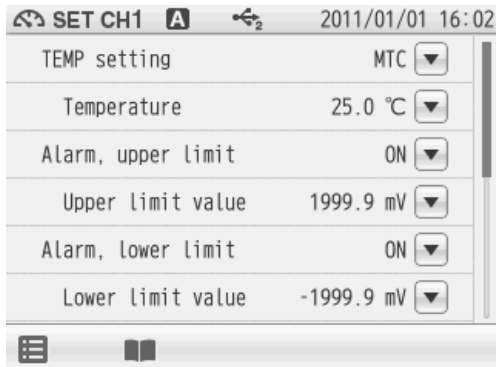 SET CH1 A 2 2011/01/01 16:02
TEMP setting MTC
Temperature 25.0 ℃
Alarm, upper limit ON
Upper limit value 1999.9 mV
Alarm, lower limit ON
Lower limit value -1999.9 mV